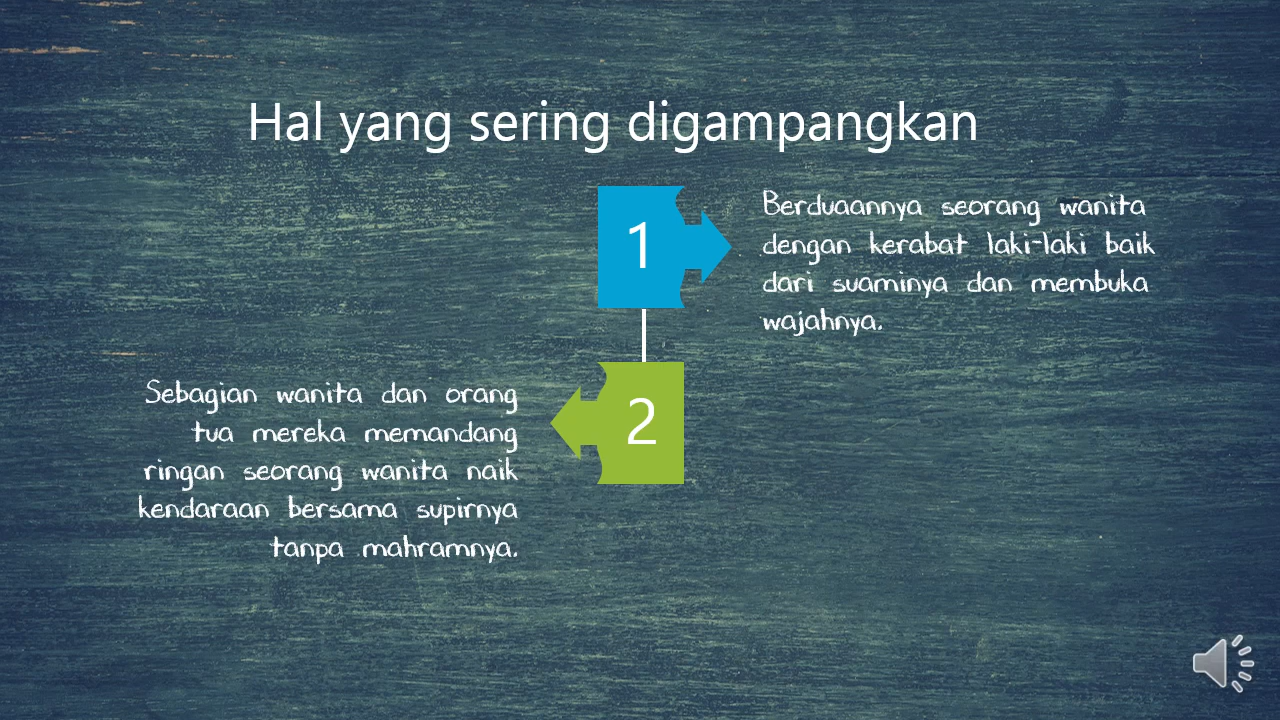 Hal yang sering digampangkan
1
Berduaannya seorang wanita
dengan kerabat laki-laki baik
dari suaminya dan membuka
wajahnya.
2
Sebagian wanita dan orang
tua mereka memandang
ringan seorang wanita naik
kendaraan bersama supirnya
tanpa mahramnya.